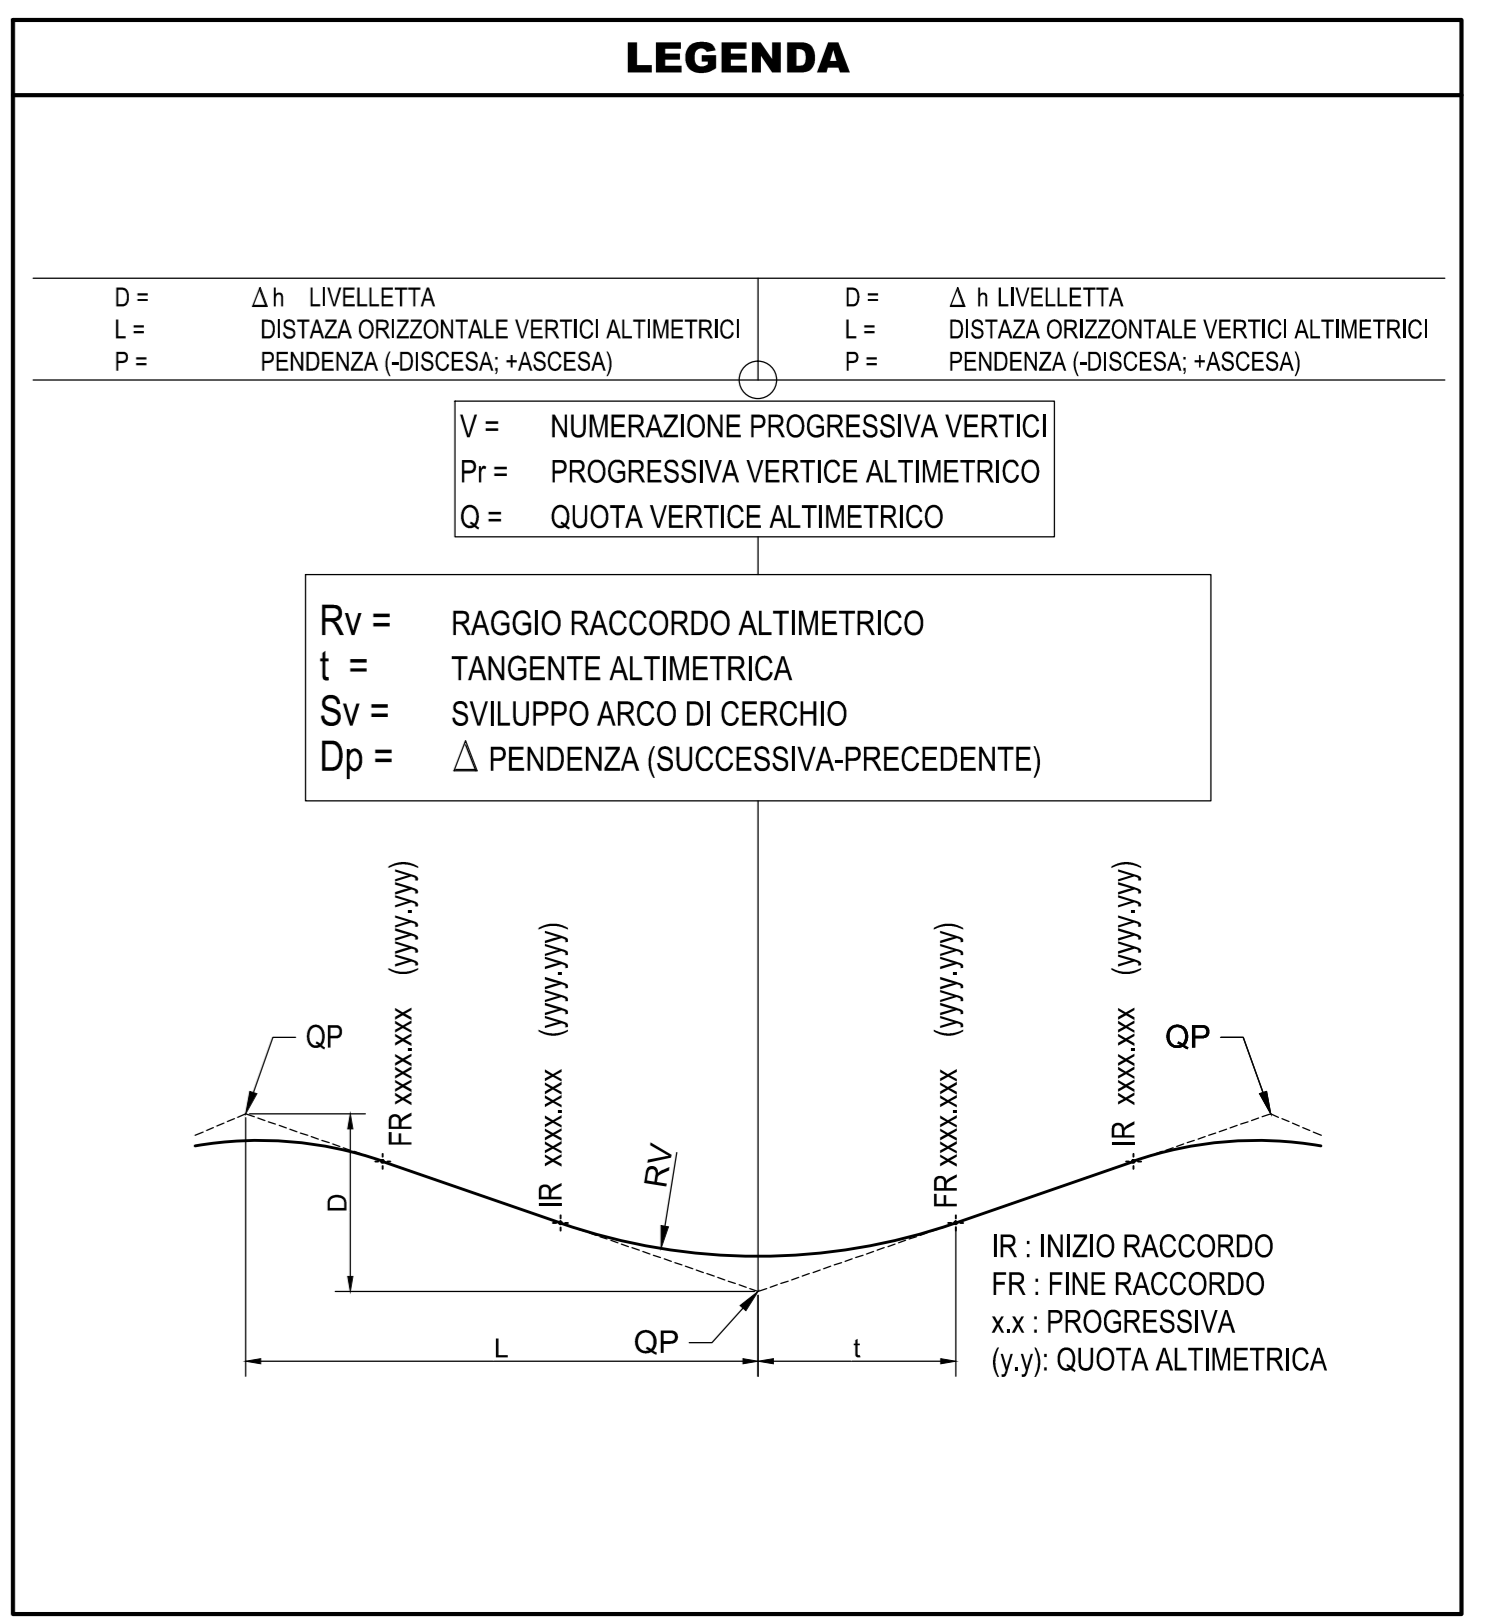 LEGENDA
D = Δ h LIVELLETTA
L = DISTAZA ORIZZONTALE VERTICI ALTIMETRICI
P = PENDENZA (-DISCESA; +ASCESA)
D = Δ h LIVELLETTA
L = DISTAZA ORIZZONTALE VERTICI ALTIMETRICI
P = PENDENZA (-DISCESA; +ASCESA)
V = NUMERAZIONE PROGRESSIVA VERTICI
Pr = PROGRESSIVA VERTICE ALTIMETRICO
Q = QUOTA VERTICE ALTIMETRICO
Rv = RAGGIO RACCORDO ALTIMETRICO
t = TANGENTE ALTIMETRICA
Sv = SVILUPPO ARCO DI CERCHIO
Dp = Δ PENDENZA (SUCCESSIVA-PRECEDENTE)
QP
FR xxxx.xxx (yyyy.yyy)
IR xxxx.xxx (yyyy.yyy)
FR xxxx.xxx (yyyy.yyy)
IR xxxx.xxx (yyyy.yyy)
QP
D
RV
QP
L
t
IR : INIZIO RACCORDO
FR : FINE RACCORDO
x.x : PROGRESSIVA
(y.y): QUOTA ALTIMETRICA